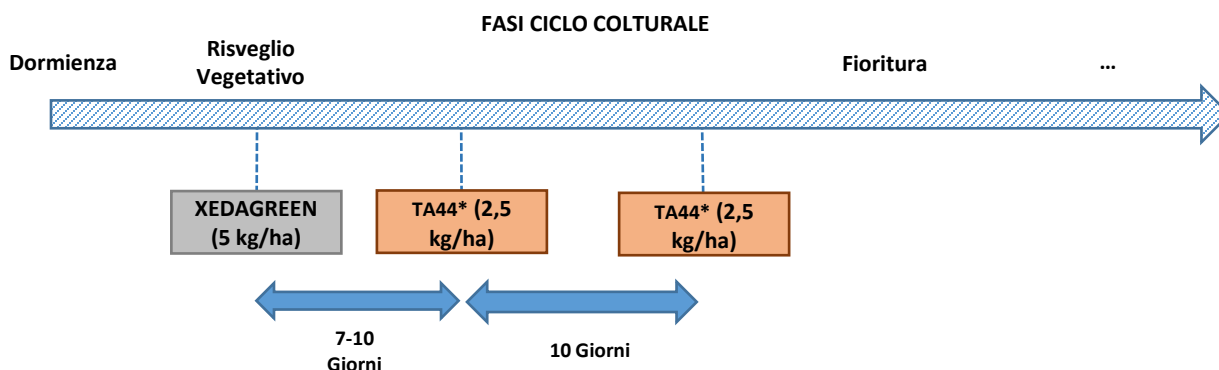 FASI CICLO COLTURALE
Dormienza
Risveglio
Vegetativo
Fioritura
...
XEDAGREEN
(5 kg/ha)
TA44* (2,5
kg/ha)
TA44* (2,5
kg/ha)
7-10
Giorni
10 Giorni